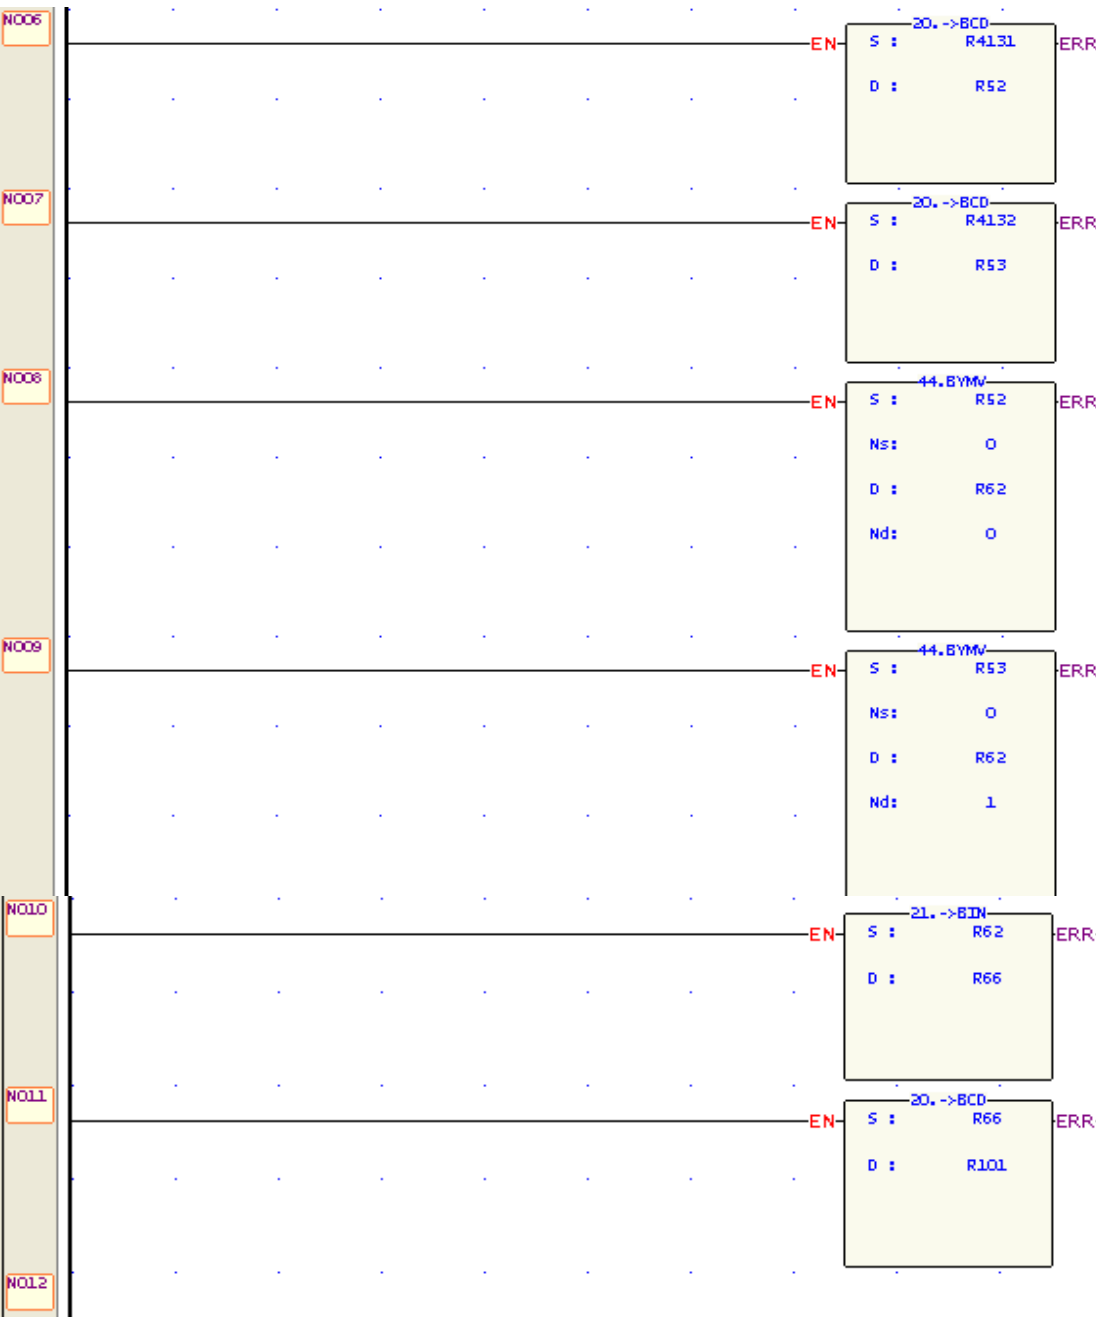 N006
20.->BCD
EN S : R4131 ERR
D : R52
N007
20.->BCD
EN S : R4132 ERR
D : R53
N008
44.BYMV
EN S : R52 ERR
Ns: 0
D : R62
Nd: 0
N009
44.BYMV
EN S : R53 ERR
Ns: 0
D : R62
Nd: 1
N010
21.->BIN
EN S : R62 ERR
D : R66
N011
20.->BCD
EN S : R66 ERR
D : R101
N012